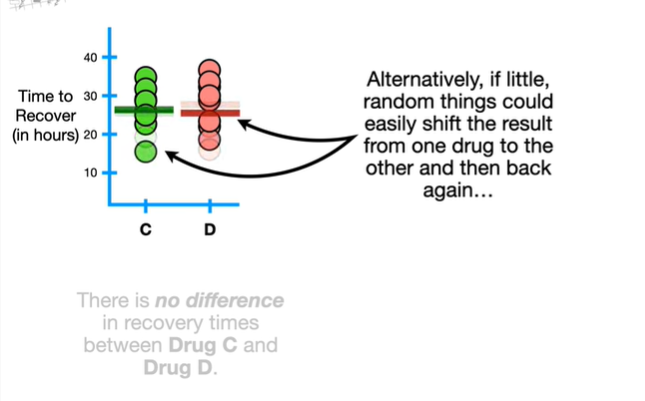 40
30
20
10
Time to
Recover
(in hours)
C
D
Alternatively, if little,
random things could
easily shift the result
from one drug to the
other and then back
again...
There is no difference
in recovery times
between Drug C and
Drug D.